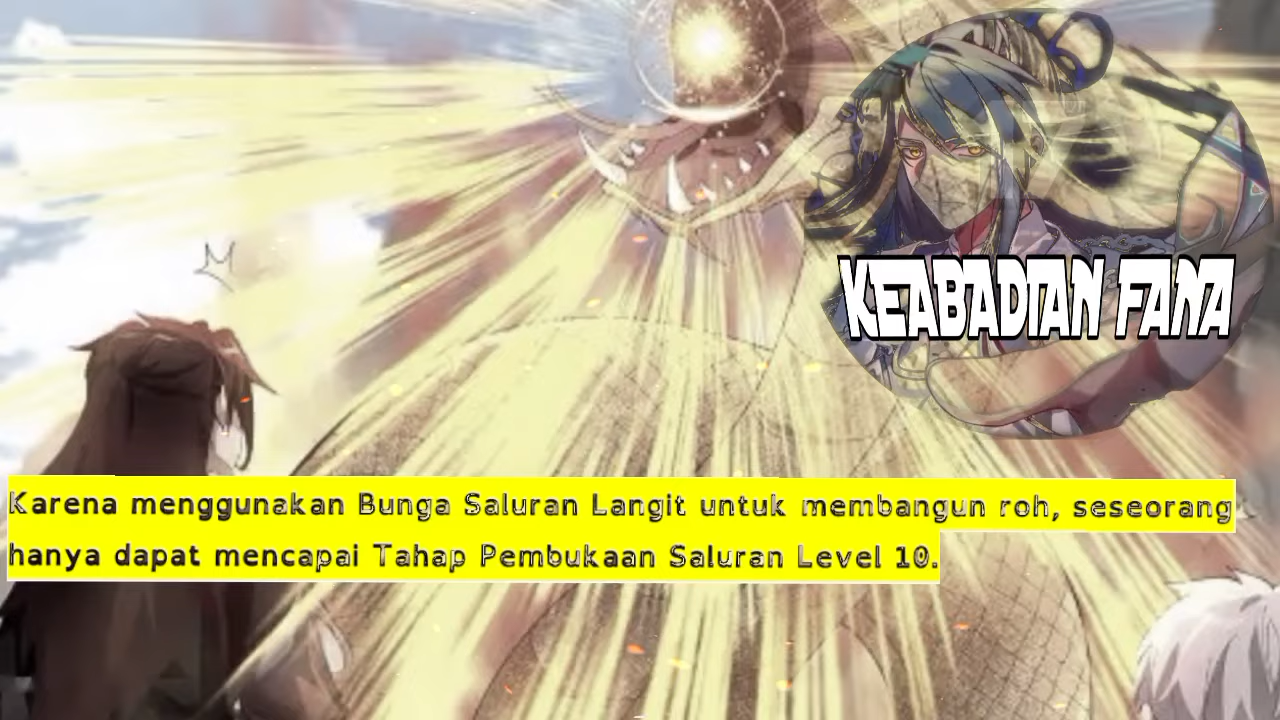 KEABADIAN FANA
Karena menggunakan Bunga Saluran Langit untuk membangun roh, seseorang
hanya dapat mencapai Tahap Pembukaan Saluran Level 10.